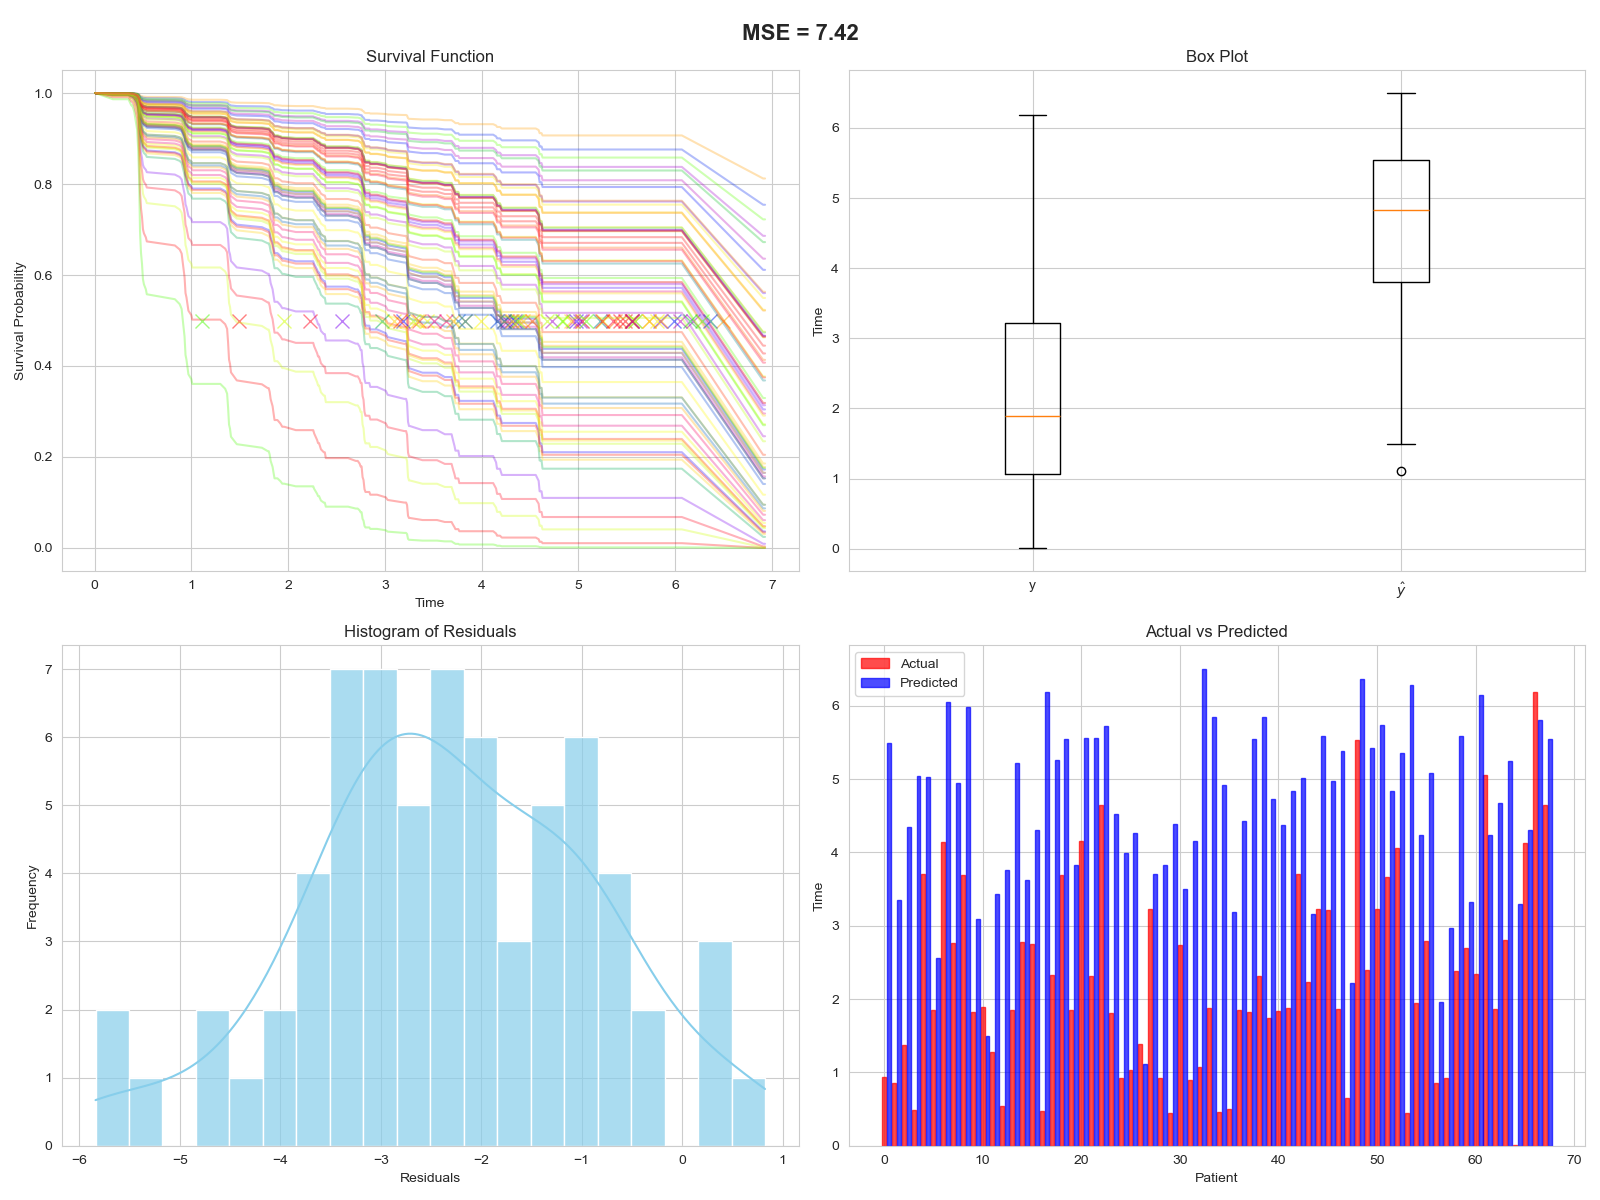 MSE = 7.42
Survival Function
Survival Probability
1.0
0.8
0.6
0.4
0.2
0.0
0 1 2 3 4 5 6 7
Time
Box Plot
Time
6
5
4
3
2
1
0
y ŷ
Histogram of Residuals
Frequency
7
6
5
4
3
2
1
0
−6 −5 −4 −3 −2 −1 0 1
Residuals
Actual vs Predicted
Actual
Predicted
Time
6
5
4
3
2
1
0
0 10 20 30 40 50 60 70
Patient